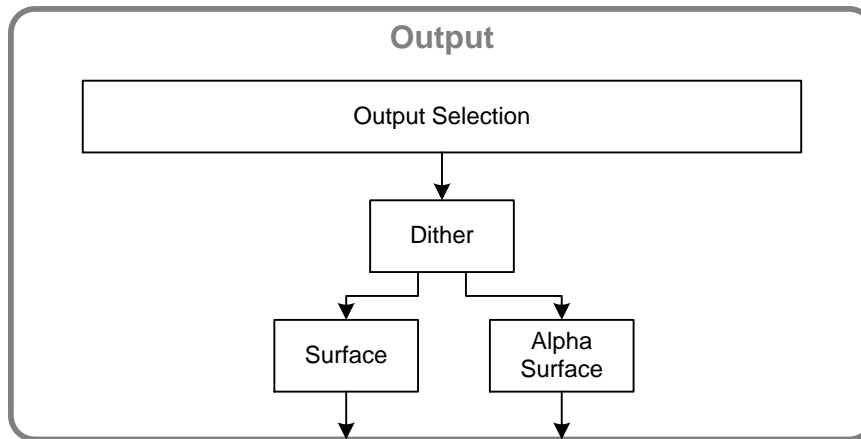 Output
Output Selection
Dither
Surface
Alpha
Surface